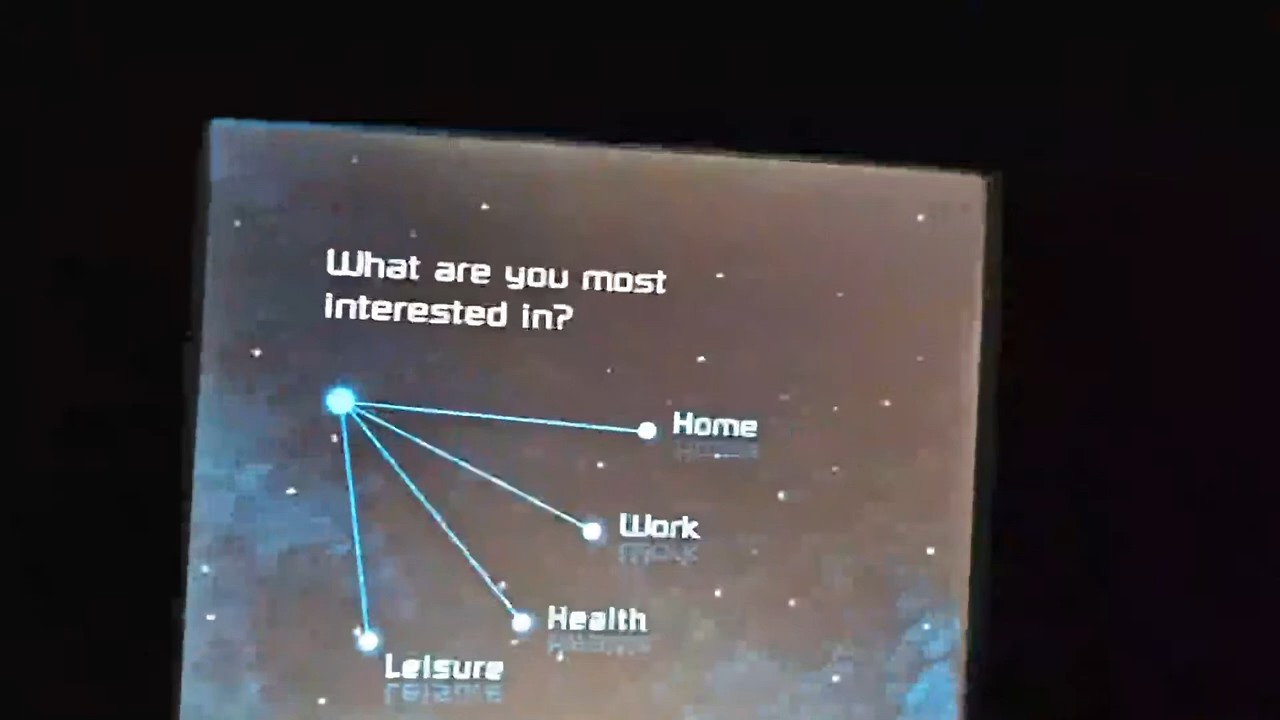 What are you most
interested in?
Home
Work
Health
Leisure